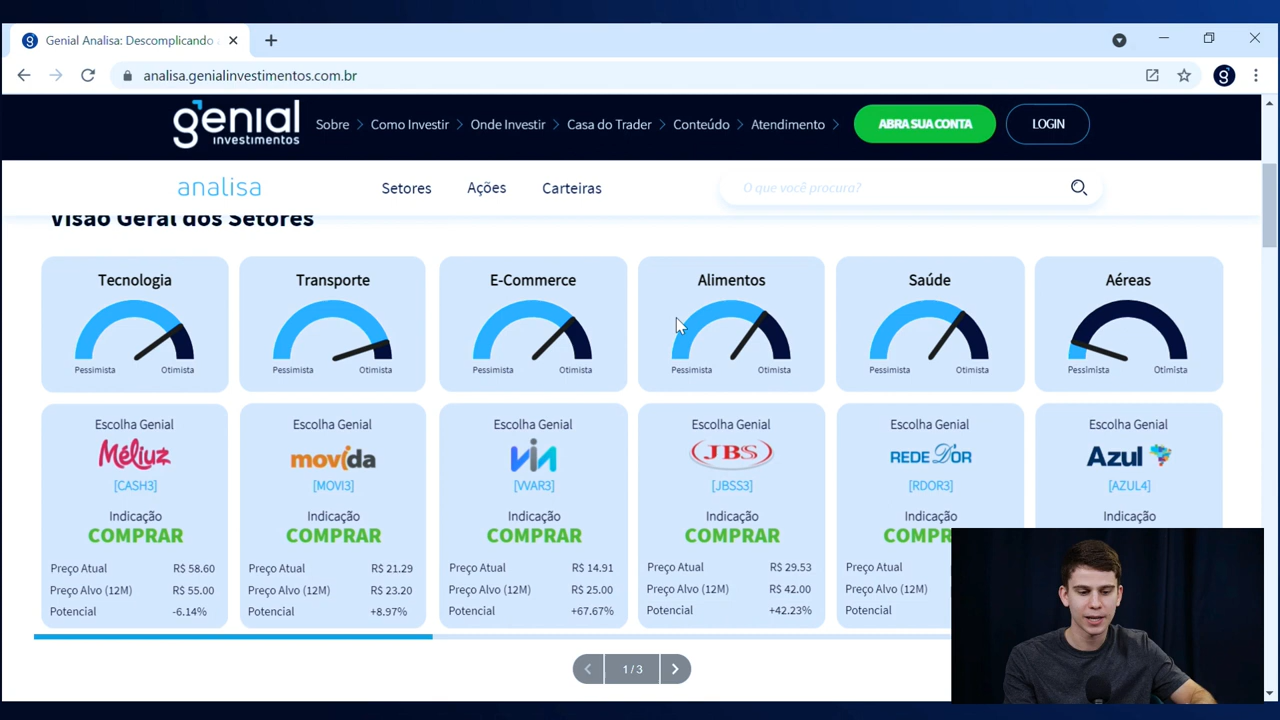 Genial Analisa: Descomplicando
analisa.genialinvestimentos.com.br
genial investimentos
Sobre
Como Investir
Onde Investir
Casa do Trader
Conteúdo
Atendimento
ABRA SUA CONTA
LOGIN
analisa
Setores
Ações
Carteiras
O que você procura?
Visão Geral dos Setores
Tecnologia
Pessimista Otimista
Transporte
Pessimista Otimista
E-Commerce
Pessimista Otimista
Alimentos
Pessimista Otimista
Saúde
Pessimista Otimista
Aéreas
Pessimista Otimista
Escolha Genial
Méliuz
[CASH3]
Indicação
COMPRAR
Preço Atual R$ 58.60
Preço Alvo (12M) R$ 55.00
Potencial -6.14%
Escolha Genial
movida
[MOVI3]
Indicação
COMPRAR
Preço Atual R$ 21.29
Preço Alvo (12M) R$ 23.20
Potencial +8.97%
Escolha Genial
VIA
[VVAR3]
Indicação
COMPRAR
Preço Atual R$ 14.91
Preço Alvo (12M) R$ 25.00
Potencial +67.67%
Escolha Genial
JBS
[JBSS3]
Indicação
COMPRAR
Preço Atual R$ 29.53
Preço Alvo (12M) R$ 42.00
Potencial +42.23%
Escolha Genial
REDE D'OR
[RDOR3]
Indicação
COMPR
Preço Atual
Preço Alvo (12M)
Potencial
Escolha Genial
Azul
[AZUL4]
Indicação
1 / 3